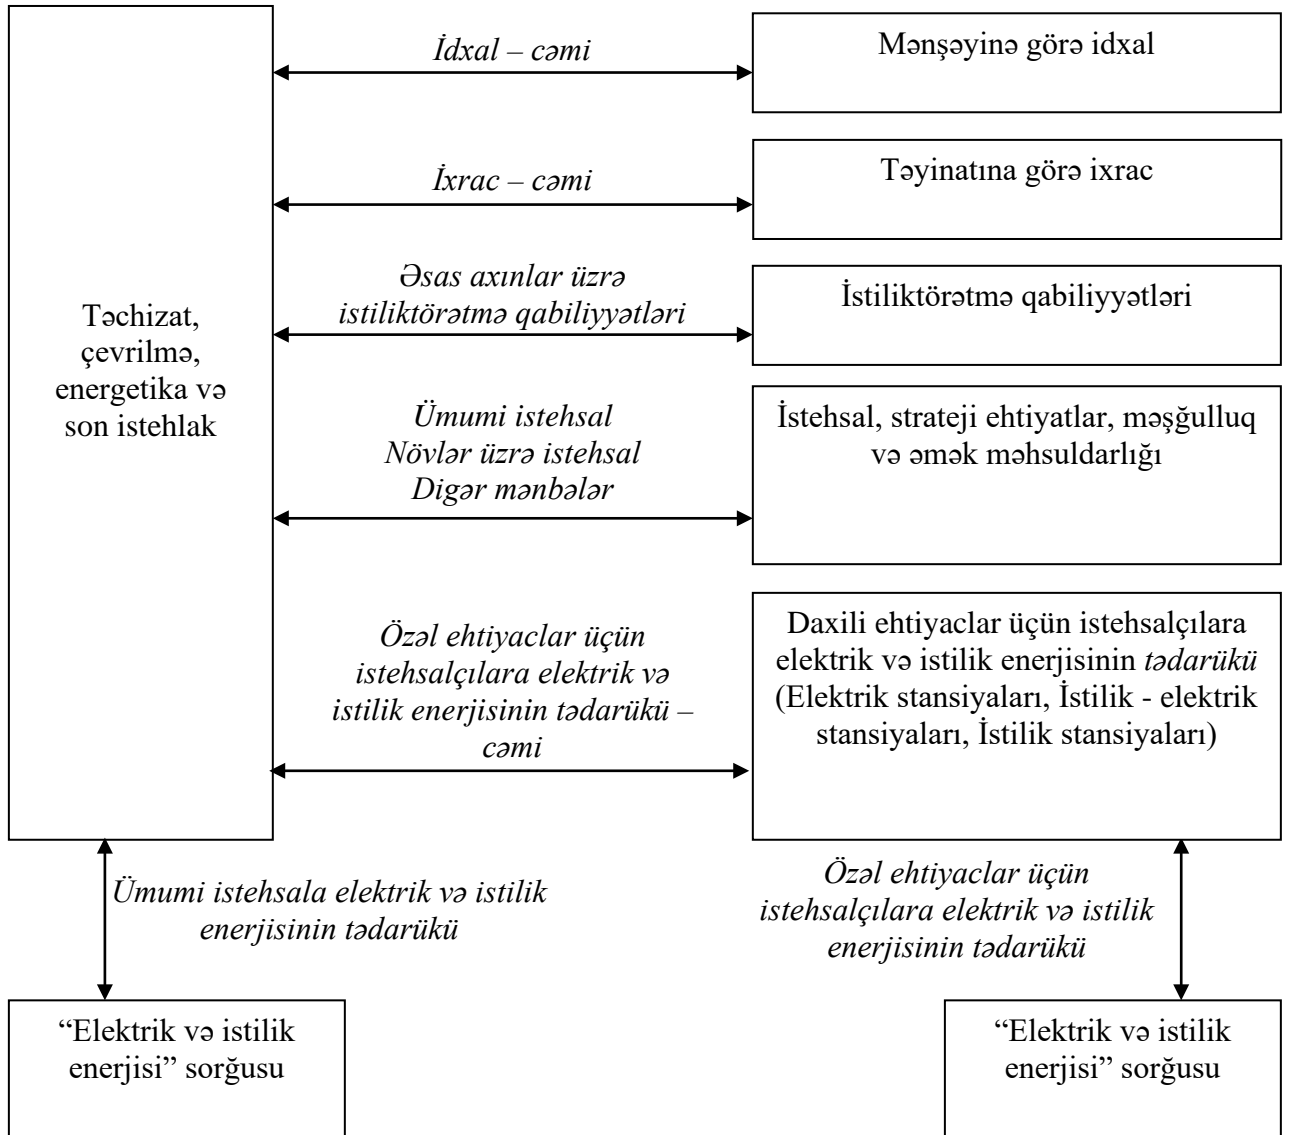 İdxal – cəmi
Mənşəyinə görə idxal
İxrac – cəmi
Təyinatına görə ixrac
Təchizat,
çevrilmə,
energetika və
son istehlak
Əsas axınlar üzrə
istiliktörətmə qabiliyyətləri
İstiliktörətmə qabiliyyətləri
Ümumi istehsal
Növlər üzrə istehsal
Digər mənbələr
İstehsal, strateji ehtiyatlar, məşğulluq
və əmək məhsuldarlığı
Özəl ehtiyaclar üçün
istehsalçılara elektrik və
istilik enerjisinin tədarükü –
cəmi
Daxili ehtiyaclar üçün istehsalçılara
elektrik və istilik enerjisinin tədarükü
(Elektrik stansiyaları, İstilik - elektrik
stansiyaları, İstilik stansiyaları)
Ümumi istehsala elektrik və istilik
enerjisinin tədarükü
Özəl ehtiyaclar üçün
istehsalçılara elektrik və istilik
enerjisinin tədarükü
“Elektrik və istilik
enerjisi” sorğusu
“Elektrik və istilik
enerjisi” sorğusu